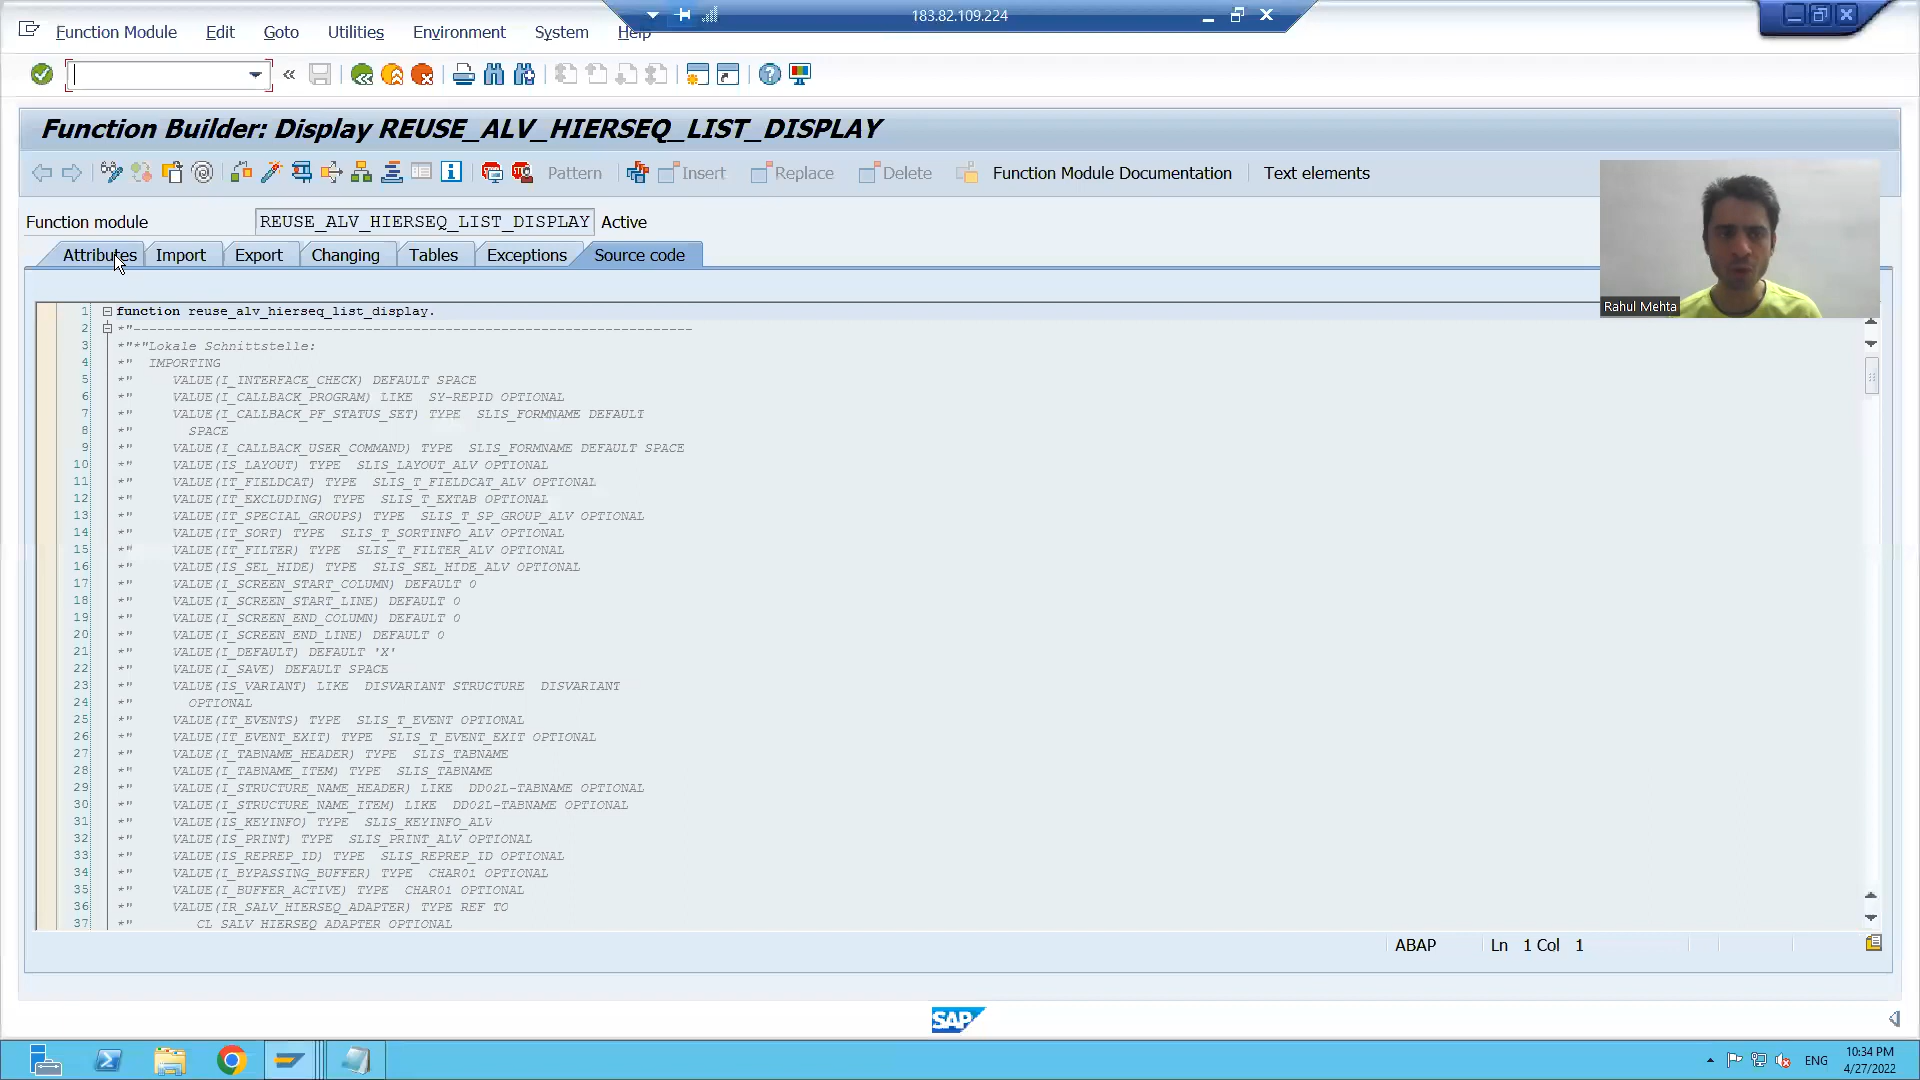 183.82.109.224
Function Module Edit Goto Utilities Environment System Help
Function Builder: Display REUSE_ALV_HIERSEQ_LIST_DISPLAY
Pattern Insert Replace Delete Function Module Documentation Text elements
Function module REUSE_ALV_HIERSEQ_LIST_DISPLAY Active
Attributes Import Export Changing Tables Exceptions Source code
Rahul Mehta
1 function reuse_alv_hierseq_list_display.
2 *"----------------------------------------------------------------------
3 *"*"Lokale Schnittstelle:
4 *" IMPORTING
5 *" VALUE(I_INTERFACE_CHECK) DEFAULT SPACE
6 *" VALUE(I_CALLBACK_PROGRAM) LIKE SY-REPID OPTIONAL
7 *" VALUE(I_CALLBACK_PF_STATUS_SET) TYPE SLIS_FORMNAME DEFAULT
8 *" SPACE
9 *" VALUE(I_CALLBACK_USER_COMMAND) TYPE SLIS_FORMNAME DEFAULT SPACE
10 *" VALUE(IS_LAYOUT) TYPE SLIS_LAYOUT_ALV OPTIONAL
11 *" VALUE(IT_FIELDCAT) TYPE SLIS_T_FIELDCAT_ALV OPTIONAL
12 *" VALUE(IT_EXCLUDING) TYPE SLIS_T_EXTAB OPTIONAL
13 *" VALUE(IT_SPECIAL_GROUPS) TYPE SLIS_T_SP_GROUP_ALV OPTIONAL
14 *" VALUE(IT_SORT) TYPE SLIS_T_SORTINFO_ALV OPTIONAL
15 *" VALUE(IT_FILTER) TYPE SLIS_T_FILTER_ALV OPTIONAL
16 *" VALUE(IS_SEL_HIDE) TYPE SLIS_SEL_HIDE_ALV OPTIONAL
17 *" VALUE(I_SCREEN_START_COLUMN) DEFAULT 0
18 *" VALUE(I_SCREEN_START_LINE) DEFAULT 0
19 *" VALUE(I_SCREEN_END_COLUMN) DEFAULT 0
20 *" VALUE(I_SCREEN_END_LINE) DEFAULT 0
21 *" VALUE(I_DEFAULT) DEFAULT 'X'
22 *" VALUE(I_SAVE) DEFAULT SPACE
23 *" VALUE(IS_VARIANT) LIKE DISVARIANT STRUCTURE DISVARIANT
24 *" OPTIONAL
25 *" VALUE(IT_EVENTS) TYPE SLIS_T_EVENT OPTIONAL
26 *" VALUE(IT_EVENT_EXIT) TYPE SLIS_T_EVENT_EXIT OPTIONAL
27 *" VALUE(I_TABNAME_HEADER) TYPE SLIS_TABNAME
28 *" VALUE(I_TABNAME_ITEM) TYPE SLIS_TABNAME
29 *" VALUE(I_STRUCTURE_NAME_HEADER) LIKE DD02L-TABNAME OPTIONAL
30 *" VALUE(I_STRUCTURE_NAME_ITEM) LIKE DD02L-TABNAME OPTIONAL
31 *" VALUE(IS_KEYINFO) TYPE SLIS_KEYINFO_ALV
32 *" VALUE(IS_PRINT) TYPE SLIS_PRINT_ALV OPTIONAL
33 *" VALUE(IS_REPREP_ID) TYPE SLIS_REPREP_ID OPTIONAL
34 *" VALUE(I_BYPASSING_BUFFER) TYPE CHAR01 OPTIONAL
35 *" VALUE(I_BUFFER_ACTIVE) TYPE CHAR01 OPTIONAL
36 *" VALUE(IR_SALV_HIERSEQ_ADAPTER) TYPE REF TO
37 *" CL_SALV_HIERSEQ_ADAPTER OPTIONAL
ABAP Ln 1 Col 1
SAP
ENG
10:34 PM
4/27/2022